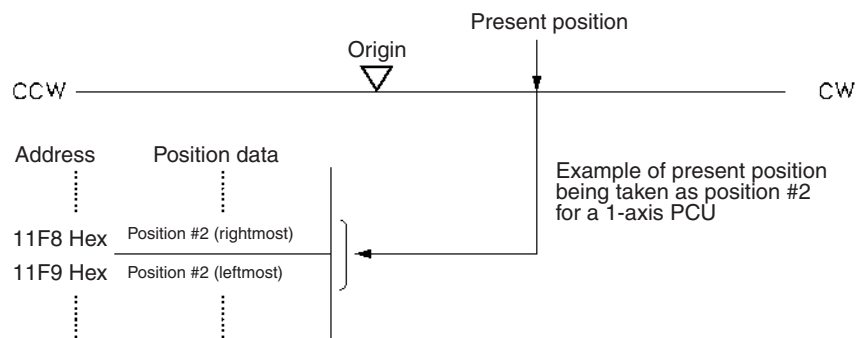 Present position
Origin
CCW
CW
Address
Position data
Example of present position
being taken as position #2
for a 1-axis PCU
11F8 Hex
Position #2 (rightmost)
11F9 Hex
Position #2 (leftmost)